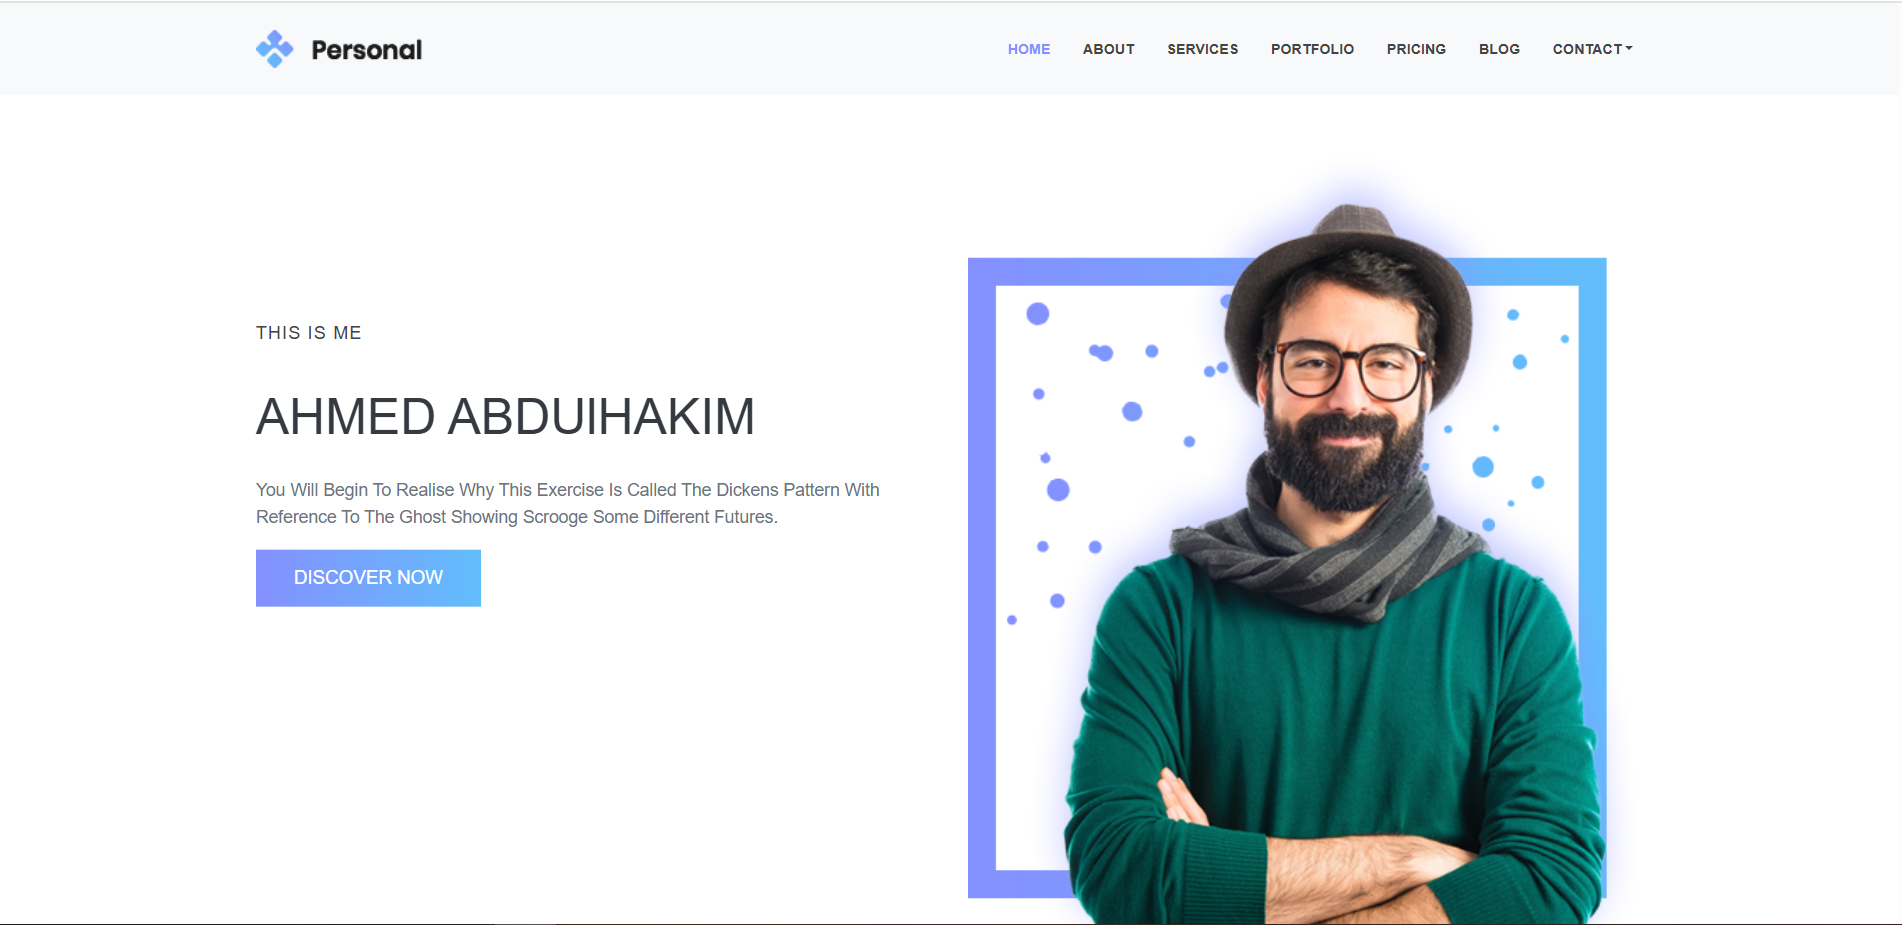 Personal
HOME ABOUT SERVICES PORTFOLIO PRICING BLOG CONTACT
THIS IS ME
AHMED ABDUIHAKIM
You Will Begin To Realise Why This Exercise Is Called The Dickens Pattern With
Reference To The Ghost Showing Scrooge Some Different Futures.
DISCOVER NOW